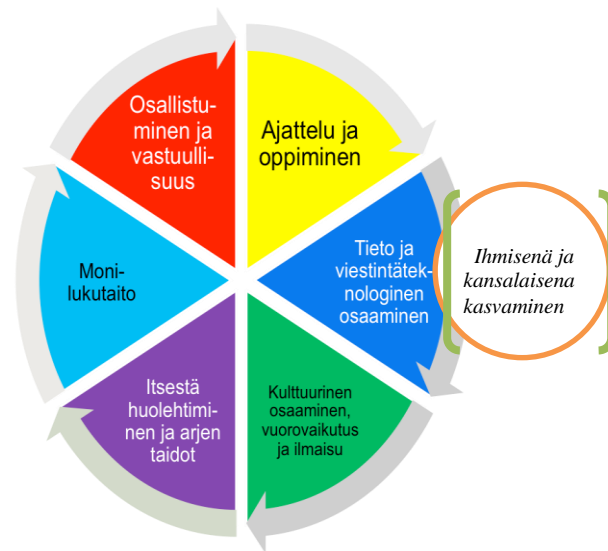 Osallistu-
minen ja
vastuulli-
suus
Ajattelu ja
oppiminen
Tieto ja
viestintätek-
nologinen
osaaminen
Ihmisenä ja
kansalaisena
kasvaminen
Kulttuurinen
osaaminen,
vuorovaikutus
ja ilmaisu
Itsestä
huolehtimi-
nen ja arjen
taidot
Moni-
lukutaito